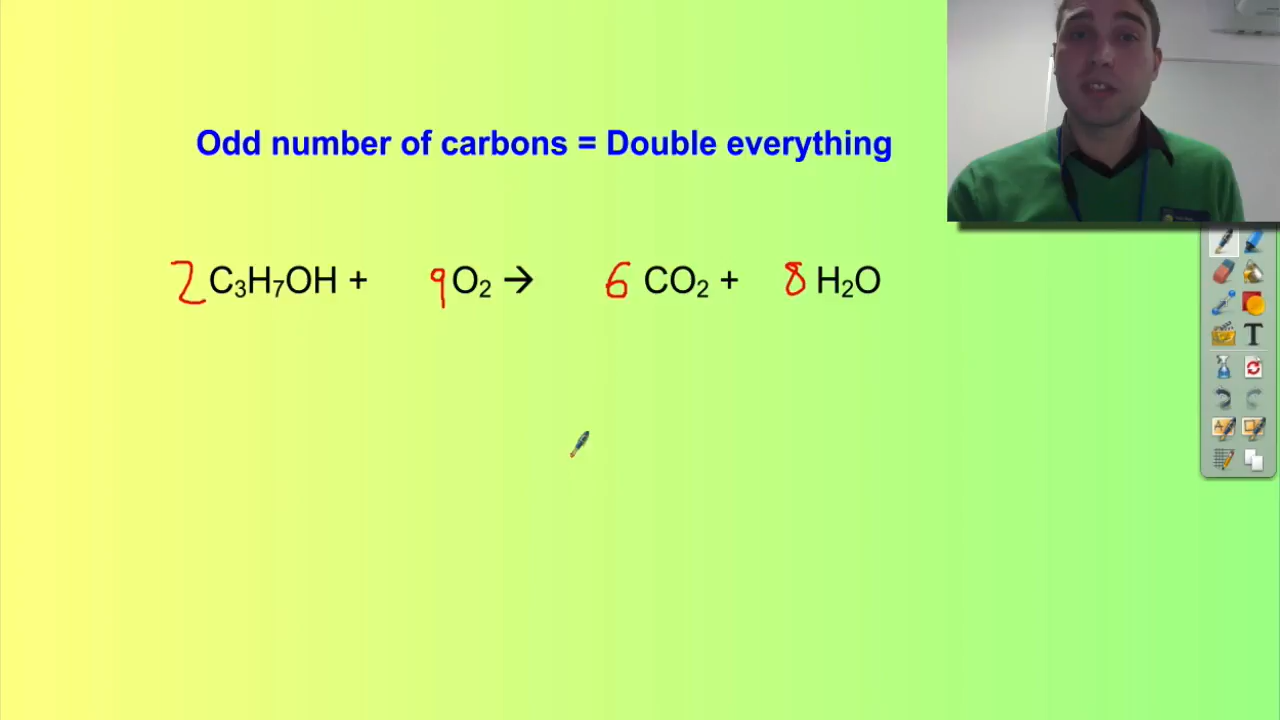 Odd number of carbons = Double everything
2 C₃H₇OH + 9 O₂ → 6 CO₂ + 8 H₂O